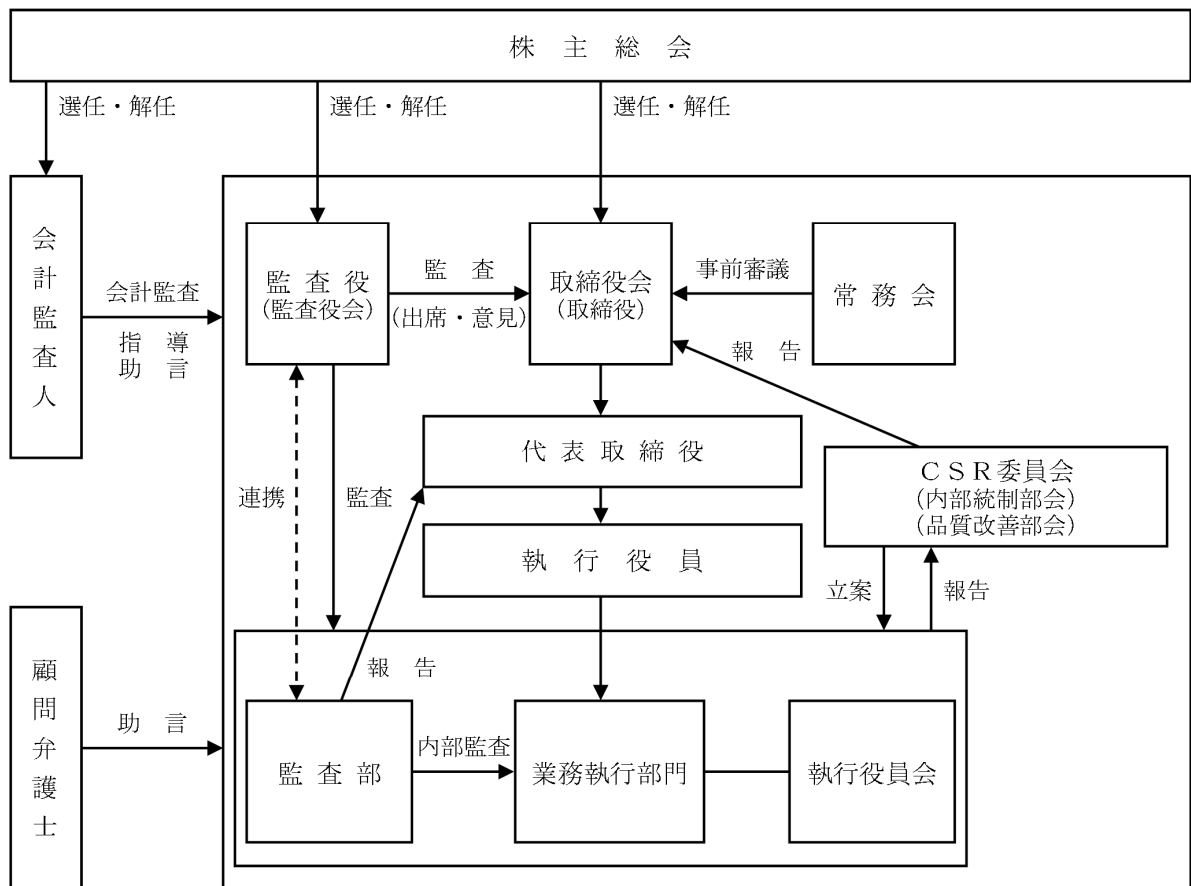 株主総会
選任・解任
選任・解任
選任・解任
会計監査人
会計監査
指導
助言
監査役
(監査役会)
監査
(出席・意見)
取締役会
(取締役)
事前審議
常務会
報告
代表取締役
CSR委員会
(内部統制部会)
(品質改善部会)
連携
監査
執行役員
立案
報告
顧問弁護士
助言
報告
監査部
内部監査
業務執行部門
執行役員会